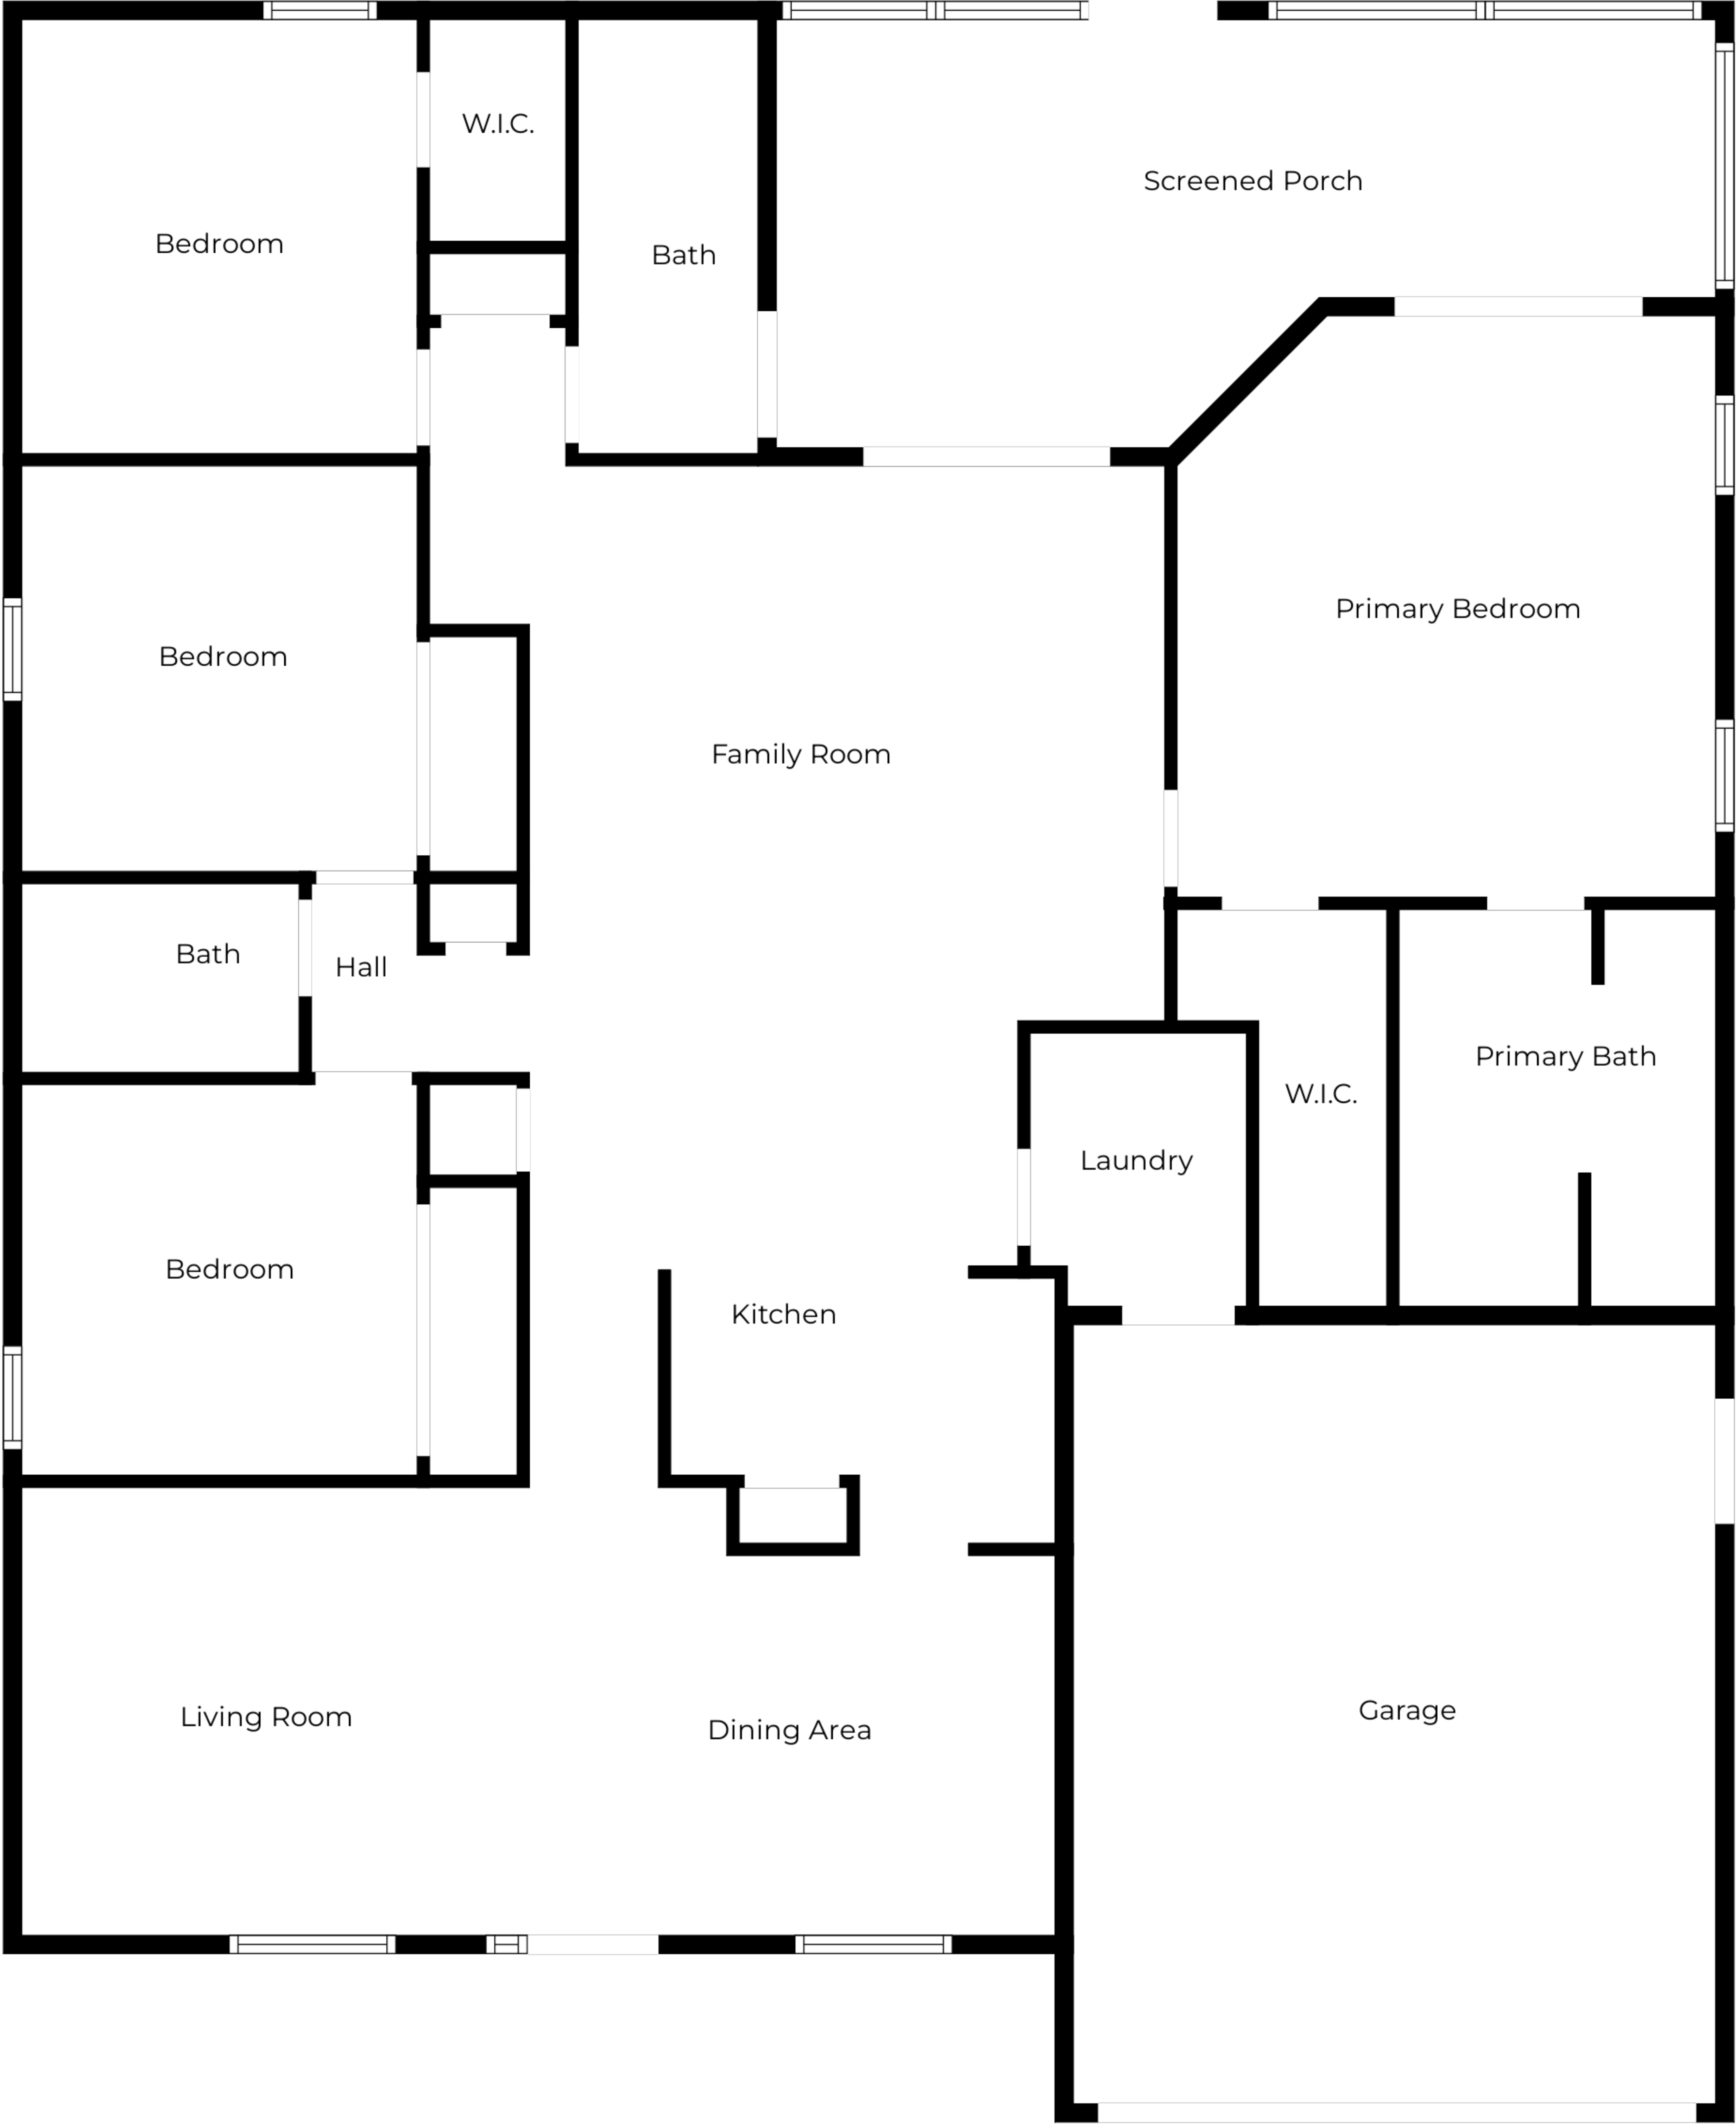 W.I.C.
Screened Porch
Bedroom
Bath
Primary Bedroom
Bedroom
Family Room
Bath
Hall
Primary Bath
W.I.C.
Laundry
Bedroom
Kitchen
Garage
Living Room
Dining Area